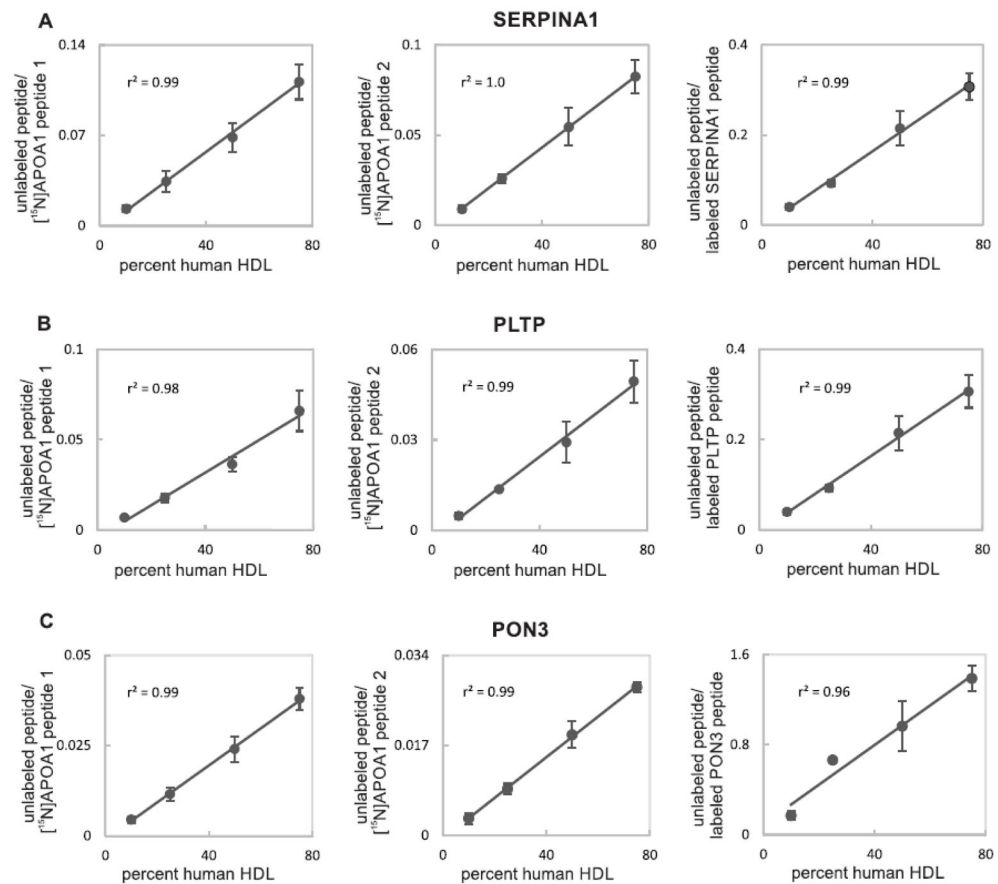 A
SERPINA1
unlabeled peptide/
[¹⁵N]APOA1 peptide 1
0.14
0.07
0
r² = 0.99
0 40 80
percent human HDL
unlabeled peptide/
[¹⁵N]APOA1 peptide 2
0.1
0.05
0
r² = 1.0
0 40 80
percent human HDL
unlabeled peptide/
labeled SERPINA1 peptide
0.4
0.2
0
r² = 0.99
0 40 80
percent human HDL
B
PLTP
unlabeled peptide/
[¹⁵N]APOA1 peptide 1
0.1
0.05
0
r² = 0.98
0 40 80
percent human HDL
unlabeled peptide/
[¹⁵N]APOA1 peptide 2
0.06
0.03
0
r² = 0.99
0 40 80
percent human HDL
unlabeled peptide/
labeled PLTP peptide
0.4
0.2
0
r² = 0.99
0 40 80
percent human HDL
C
PON3
unlabeled peptide/
[¹⁵N]APOA1 peptide 1
0.05
0.025
0
r² = 0.99
0 40 80
percent human HDL
unlabeled peptide/
[¹⁵N]APOA1 peptide 2
0.034
0.017
0
r² = 0.99
0 40 80
percent human HDL
unlabeled peptide/
labeled PON3 peptide
1.6
0.8
0
r² = 0.96
0 40 80
percent human HDL